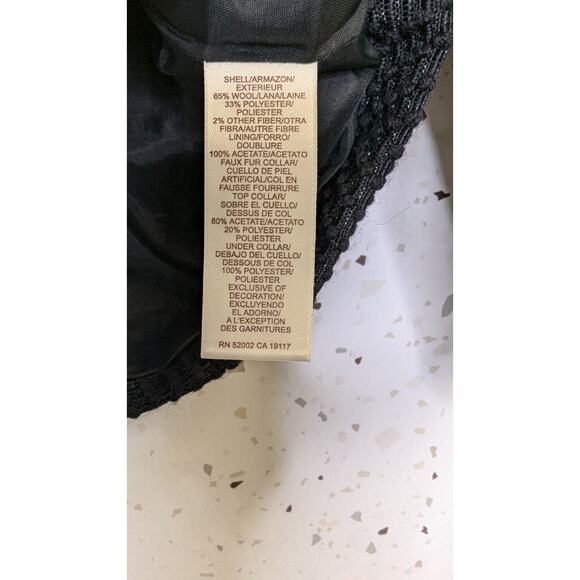 SHELL/ARMAZON/
EXTERIEUR
65% WOOL/LANA/LAINE
33% POLYESTER/
POLIESTER
2% OTHER FIBER/OTRA
FIBRA/AUTRE FIBRE
LINING/FORRO/
DOUBLURE
100% ACETATE/ACETATO
FAUX FUR COLLAR/
CUELLO DE PIEL
ARTIFICIAL/COL EN
FAUSSE FOURRURE
TOP COLLAR/
SOBRE EL CUELLO/
DESSUS DE COL
80% ACETATE/ACETATO
20% POLYESTER/
POLIESTER
UNDER COLLAR/
DEBAJO DEL CUELLO/
DESSOUS DE COL
100% POLYESTER/
POLIESTER
EXCLUSIVE OF
DECORATION/
EXCLUYENDO
EL ADORNO/
A L'EXCEPTION
DES GARNITURES
RN 52002 CA 19117